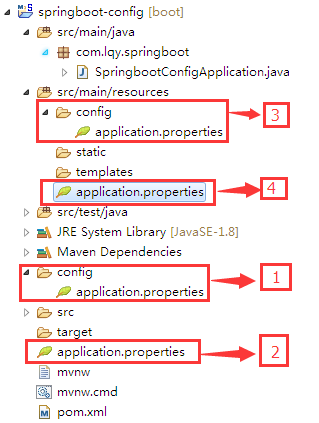 springboot-config [boot]
src/main/java
com.lqy.springboot
SpringbootConfigApplication.java
src/main/resources
config
application.properties
3
static
templates
application.properties
4
src/test/java
JRE System Library [JavaSE-1.8]
Maven Dependencies
config
application.properties
1
src
target
application.properties
2
mvnw
mvnw.cmd
pom.xml